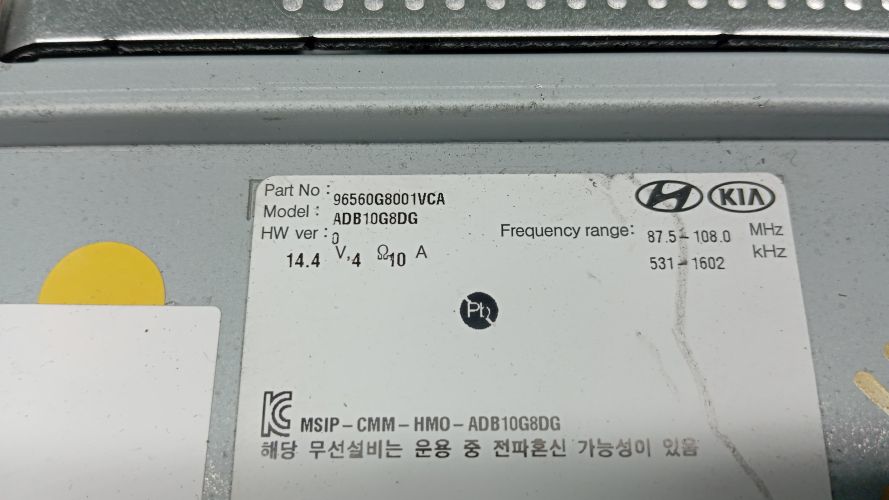 Part No : 96560G8001VCA
Model : ADB10G8DG
HW ver : 0
14.4 V, 4 Ω 10 A
KIA
Frequency range: 87.5 - 108.0 MHz
531 - 1602 kHz
Pb
MSIP-CMM-HMO-ADB10G8DG
해당 무선설비는 운용 중 전파혼신 가능성이 있음